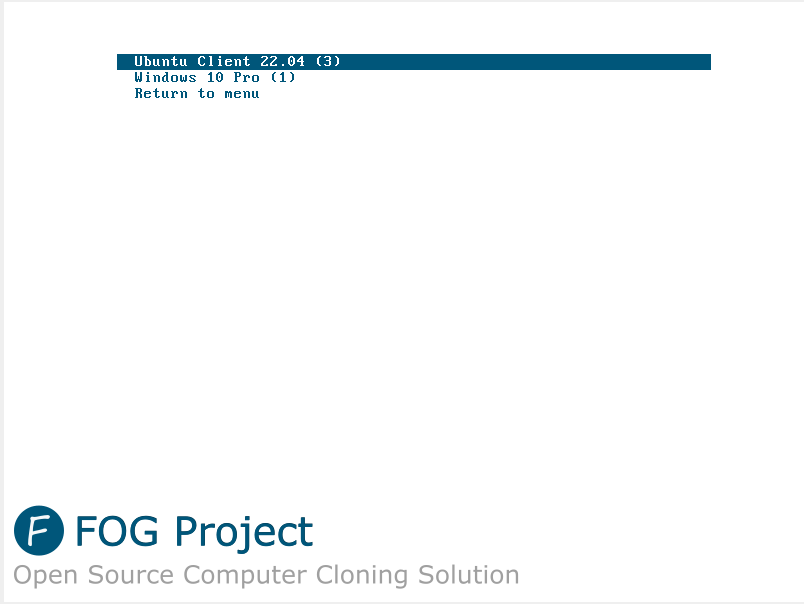 Ubuntu Client 22.04 (3)
Windows 10 Pro (1)
Return to menu
F FOG Project
Open Source Computer Cloning Solution